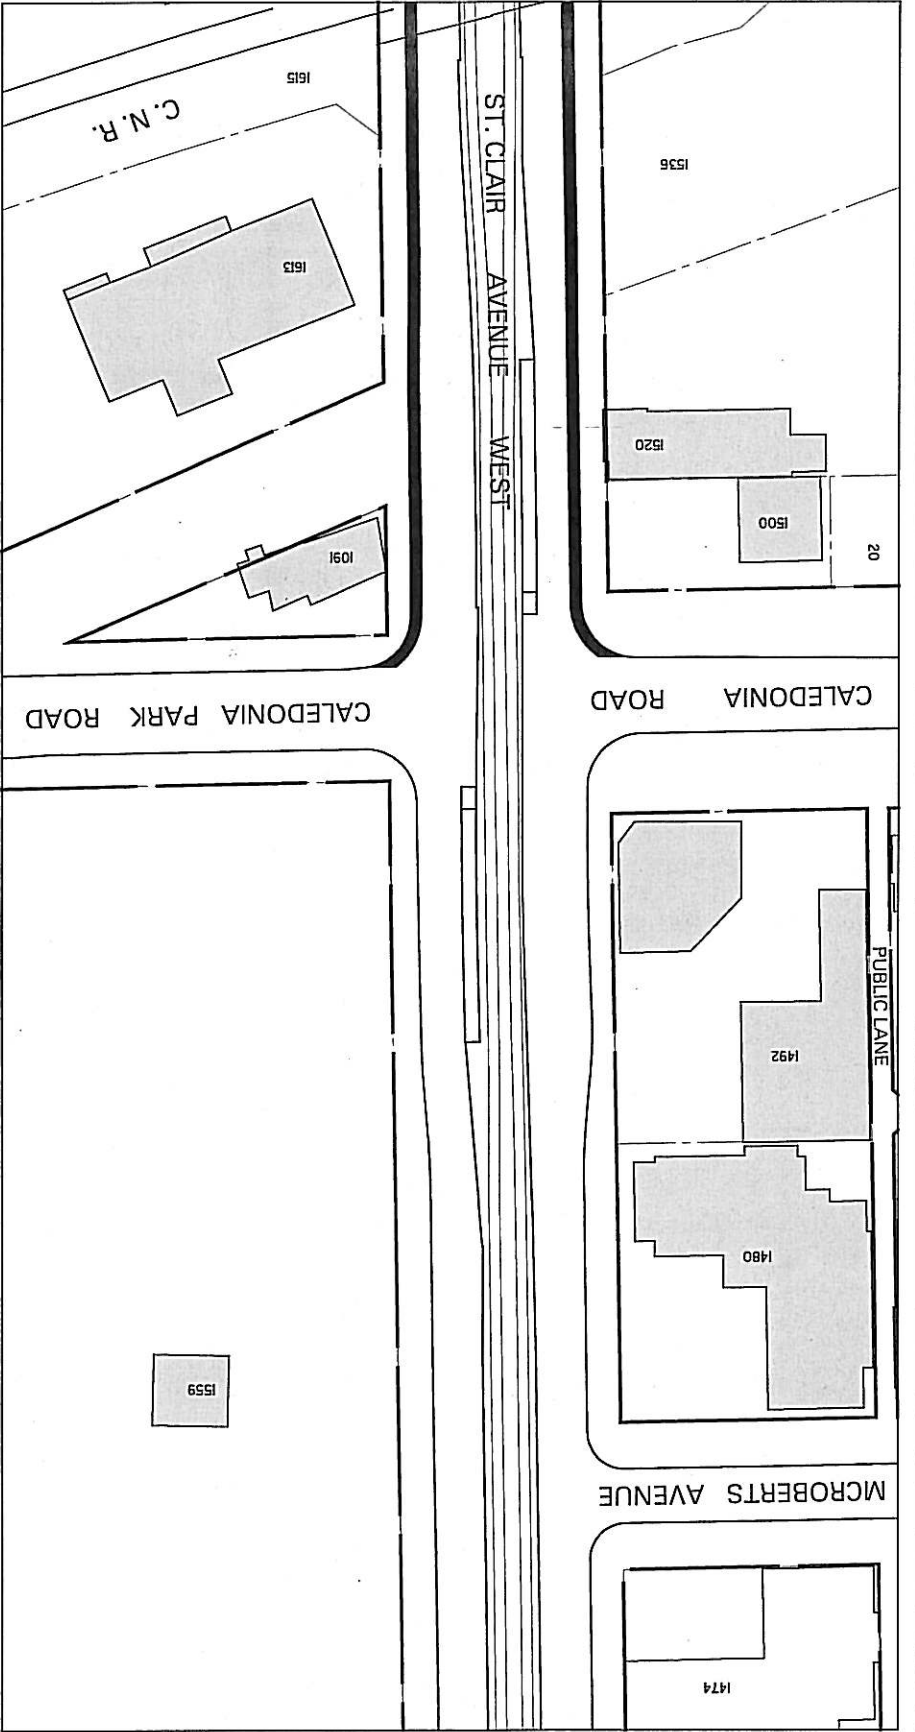 1615
C.N.R.
1613
1601
ST. CLAIR AVENUE WEST
1536
1520
1500
20
CALEDONIA PARK ROAD
CALEDONIA ROAD
PUBLIC LANE
1492
1480
1559
MCROBERTS AVENUE
1474